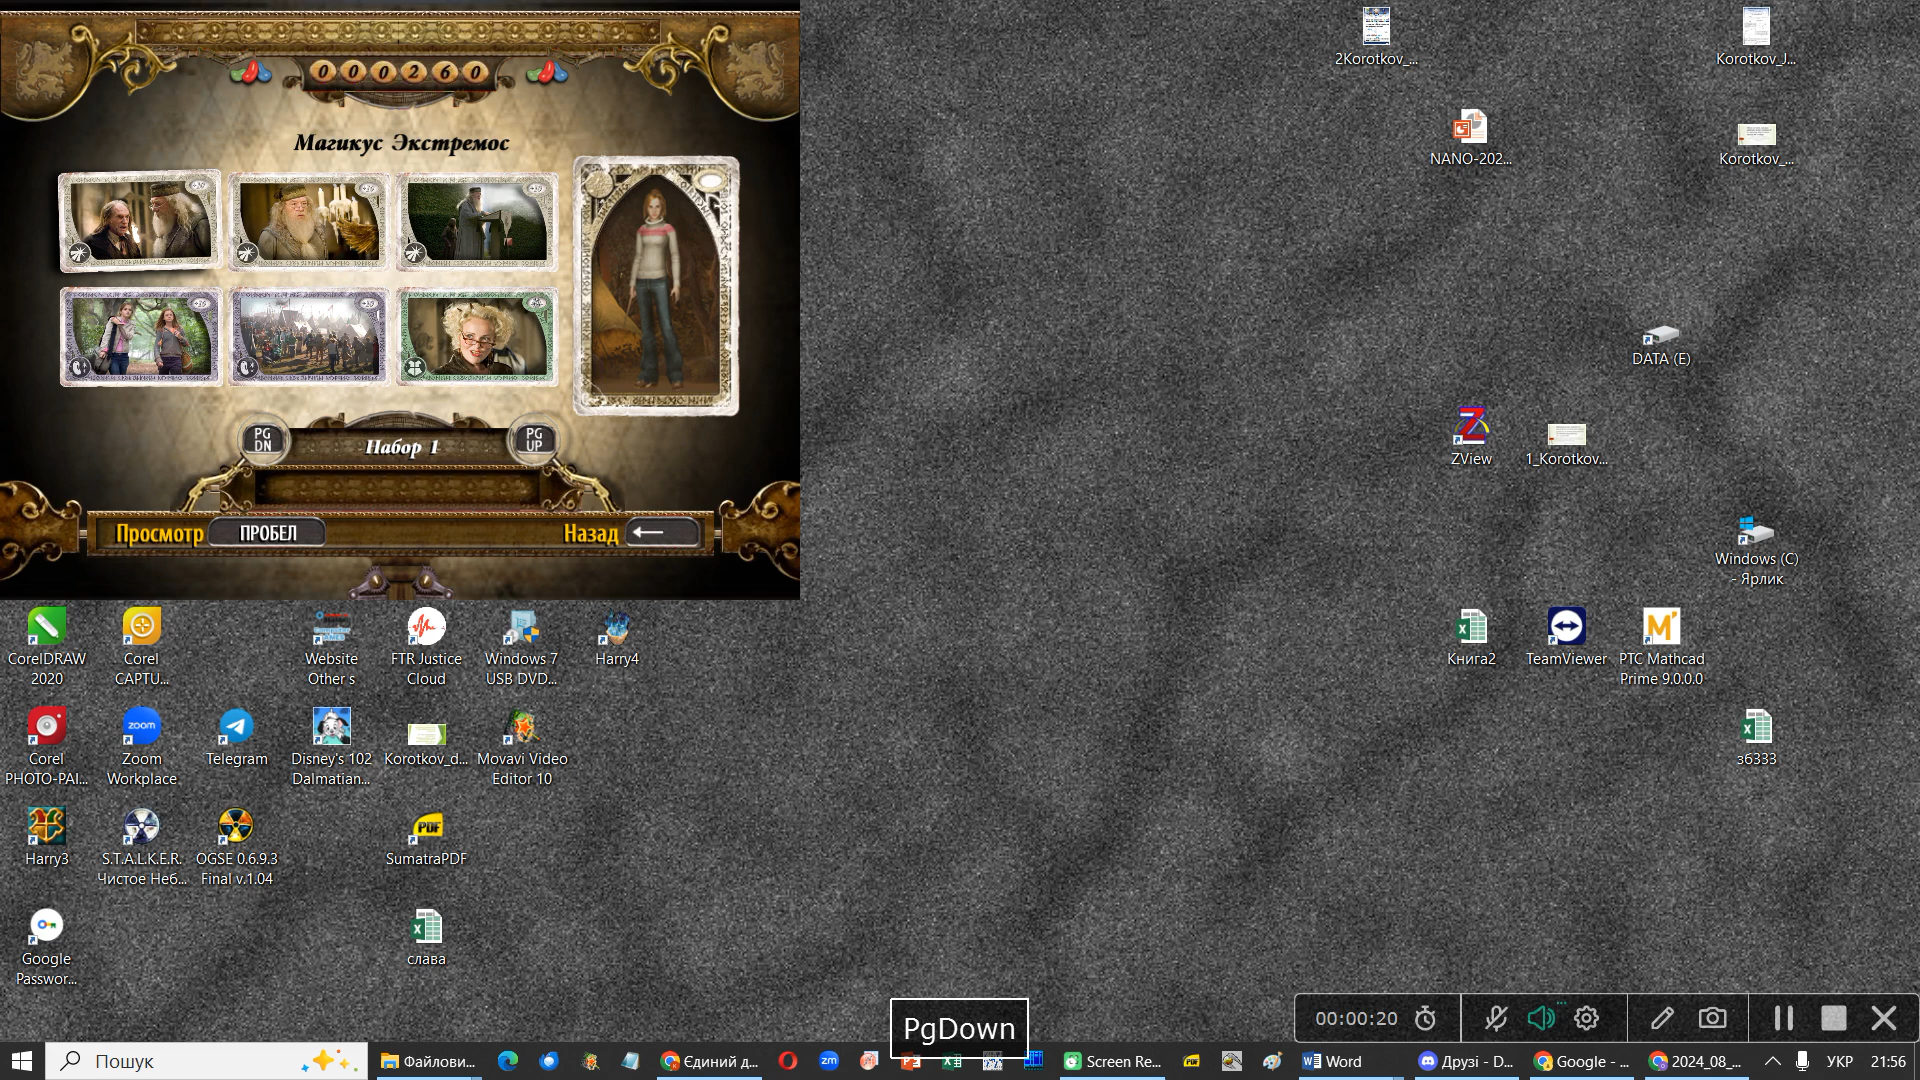 000260
Магикус Экстремос
PG DN
Набор 1
PG UP
Просмотр ПРОБЕЛ
Назад
2Korotkov_...
Korotkov_J...
NANO-202...
Korotkov_...
DATA (E)
ZView
1_Korotkov...
Windows (C) - Ярлик
Книга2
TeamViewer
PTC Mathcad Prime 9.0.0.0
з6333
CorelDRAW 2020
Corel CAPTU...
Website Other s
FTR Justice Cloud
Windows 7 USB DVD...
Harry4
Corel PHOTO-PAI...
zoom
Zoom Workplace
Telegram
Disney's 102 Dalmatian...
Korotkov_d...
Movavi Video Editor 10
Harry3
S.T.A.L.K.E.R. Чистое Неб...
OGSE 0.6.9.3 Final v.1.04
PDF
SumatraPDF
Google Passwor...
слава
PgDown
00:00:20
Пошук
Файлови...
Єдиний д...
zm
Screen Re...
PDF
Word
Друзі - D...
Google - ...
2024_08_...
УКР
21:56